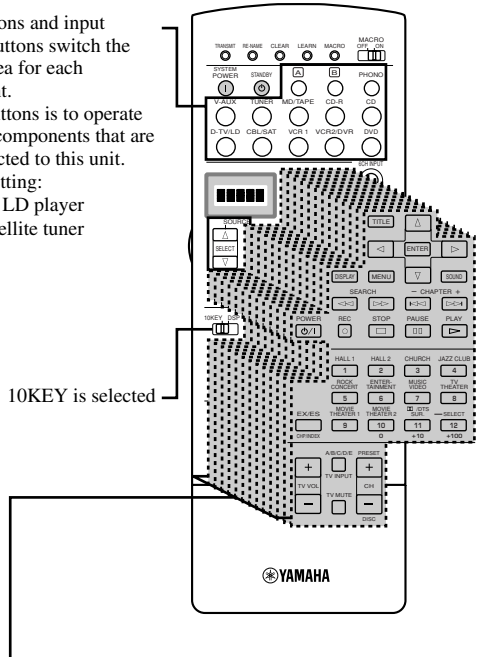 ons and input
uttons switch the
ea for each
t.
ttons is to operate
components that are
cted to this unit.
tting:
LD player
ellite tuner
10KEY is selected
TRANSMIT RE-NAME CLEAR LEARN MACRO
MACRO
OFF ON
SYSTEM
POWER STANDBY A B PHONO
V-AUX TUNER MD/TAPE CD-R CD
D-TV/LD CBL/SAT VCR 1 VCR2/DVR DVD
6CH INPUT
SOURCE
SELECT
TITLE
ENTER
DISPLAY MENU SOUND
SEARCH – CHAPTER +
10KEY DSP
POWER REC STOP PAUSE PLAY
HALL 1 HALL 2 CHURCH JAZZ CLUB
1 2 3 4
ROCK CONCERT ENTER-TAINMENT MUSIC VIDEO TV THEATER
5 6 7 8
EX/ES MOVIE THEATER 1 MOVIE THEATER 2 /DTS SUR. SELECT
9 10 11 12
CHP/INDEX 0 +10 +100
A/B/C/D/E PRESET
+ +
TV VOL TV INPUT CH
– TV MUTE –
DISC
YAMAHA